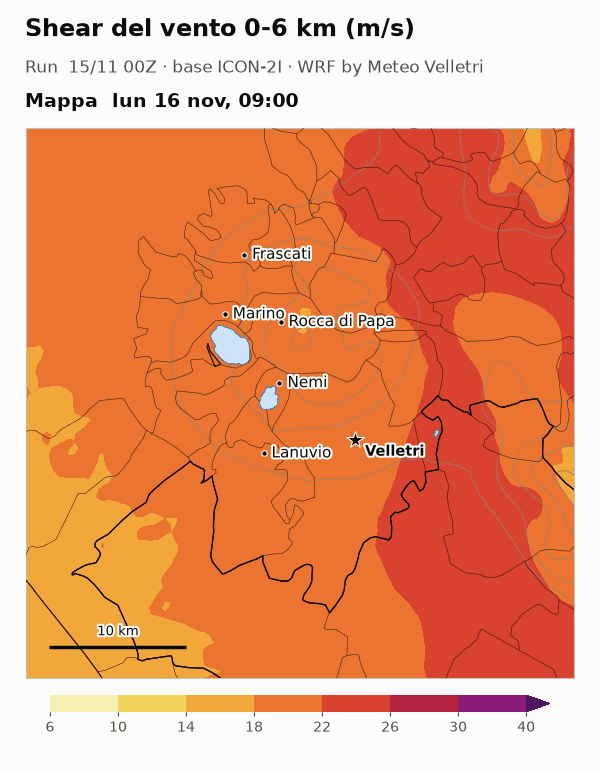 Shear del vento 0-6 km (m/s)
Run  15/11 00Z · base ICON-2I · WRF by Meteo Velletri
Mappa  lun 16 nov, 09:00
Frascati
Marino
Rocca di Papa
Nemi
Velletri
Lanuvio
10 km
6 10 14 18 22 26 30 40